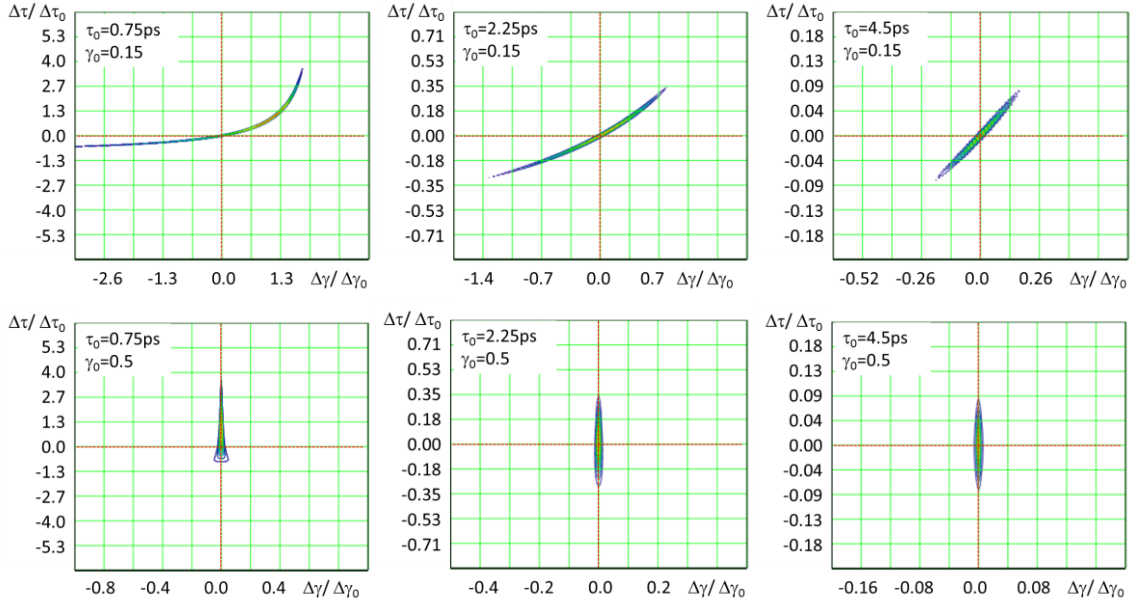 Δτ/ Δτ₀
τ₀=0.75ps
γ₀=0.15
5.3
4.0
2.7
1.3
0.0
-1.3
-2.7
-4.0
-5.3
-2.6 -1.3 0.0 1.3 Δγ/ Δγ₀
Δτ/ Δτ₀
τ₀=2.25ps
γ₀=0.15
0.71
0.53
0.35
0.18
0.00
-0.18
-0.35
-0.53
-0.71
-1.4 -0.7 0.0 0.7 Δγ/ Δγ₀
Δτ/ Δτ₀
τ₀=4.5ps
γ₀=0.15
0.18
0.13
0.09
0.04
0.00
-0.04
-0.09
-0.13
-0.18
-0.52 -0.26 0.00 0.26 Δγ/ Δγ₀
Δτ/ Δτ₀
τ₀=0.75ps
γ₀=0.5
5.3
4.0
2.7
1.3
0.0
-1.3
-2.7
-4.0
-5.3
-0.8 -0.4 0.0 0.4 Δγ/ Δγ₀
Δτ/ Δτ₀
τ₀=2.25ps
γ₀=0.5
0.71
0.53
0.35
0.18
0.00
-0.18
-0.35
-0.53
-0.71
-0.4 -0.2 0.0 0.2 Δγ/ Δγ₀
Δτ/ Δτ₀
τ₀=4.5ps
γ₀=0.5
0.18
0.13
0.09
0.04
0.00
-0.04
-0.09
-0.13
-0.18
-0.16 -0.08 0.0 0.08 Δγ/ Δγ₀